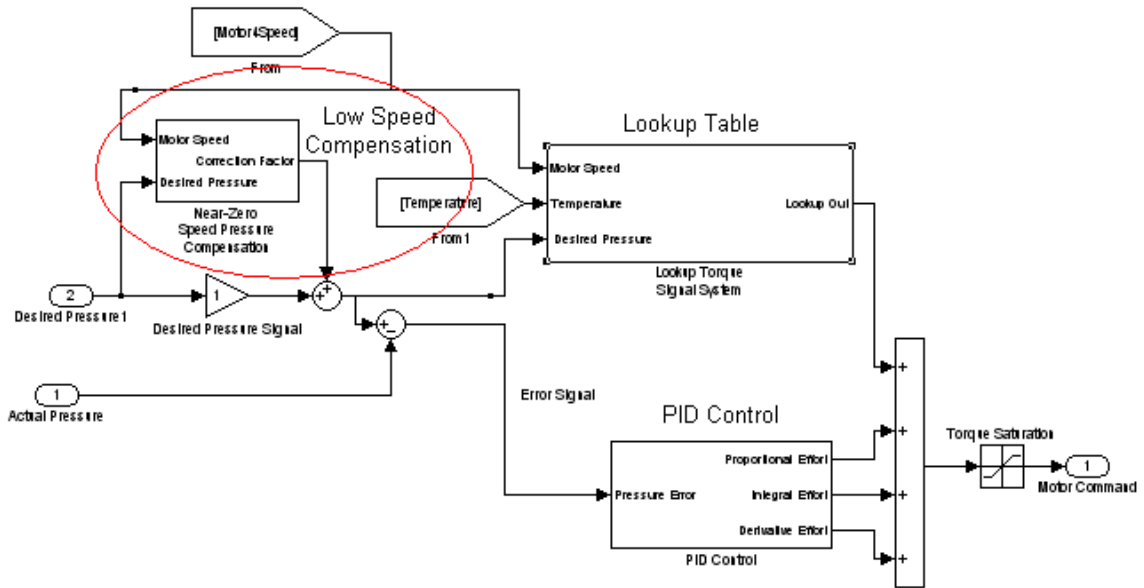 [Motor4Speed]
From
Low Speed
Compensation
Motor Speed
Correction Factor
Desired Pressure
Near-Zero
Speed Pressure
Compensation
Lookup Table
Motor Speed
[Temperature]
Temperature
Lookup Out
From1
Desired Pressure
Lookup Torque
Signal System
2
Desired Pressure1
1
Desired Pressure Signal
+
+
+
-
1
Actual Pressure
Error Signal
PID Control
Proportional Effort
Pressure Error
Integral Effort
Derivative Effort
PID Control
+
+
+
+
Torque Saturation
1
Motor Command